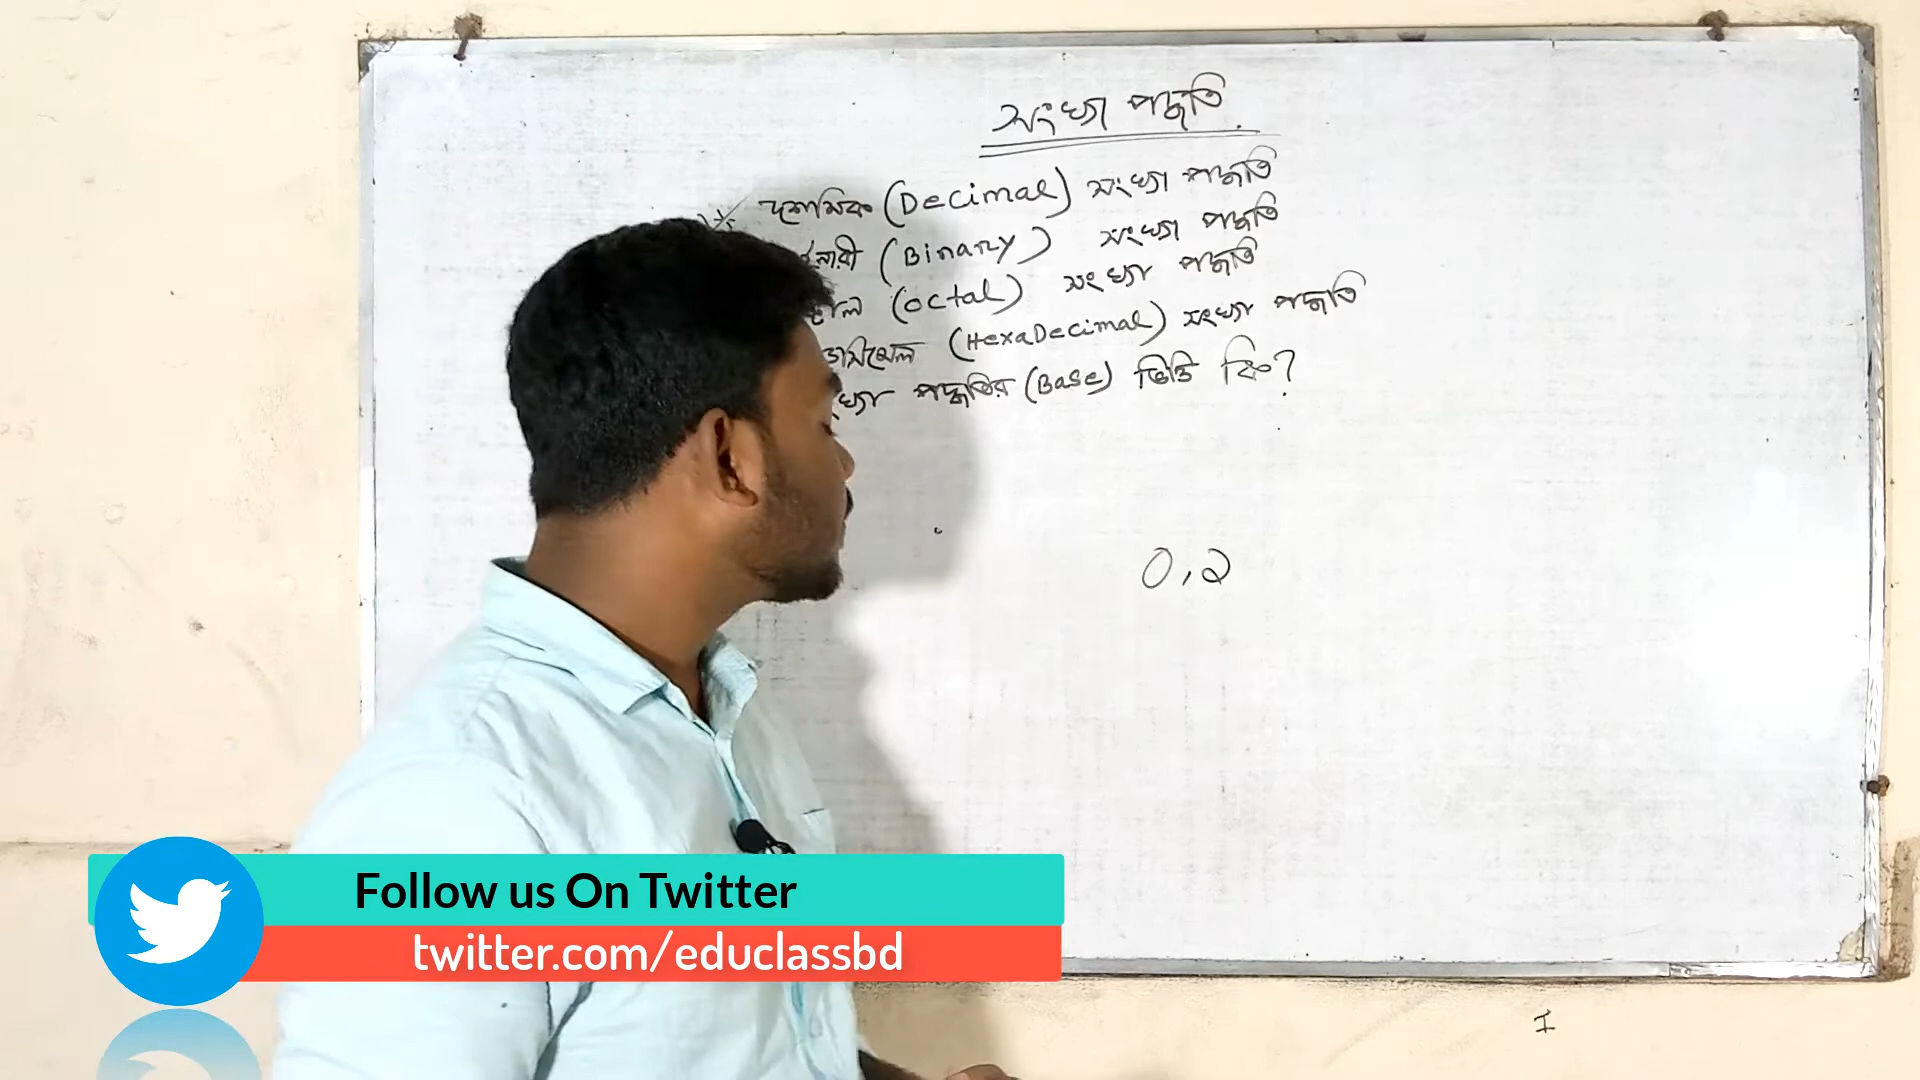 সংখ্যা পদ্ধতি
* দশমিক (Decimal) সংখ্যা পদ্ধতি
(Binary) সংখ্যা পদ্ধতি
(Octal) সংখ্যা পদ্ধতি
(HexaDecimal) সংখ্যা পদ্ধতি
পদ্ধতির (Base) ভিত্তি কি?
0,১
Follow us On Twitter
twitter.com/educlassbd